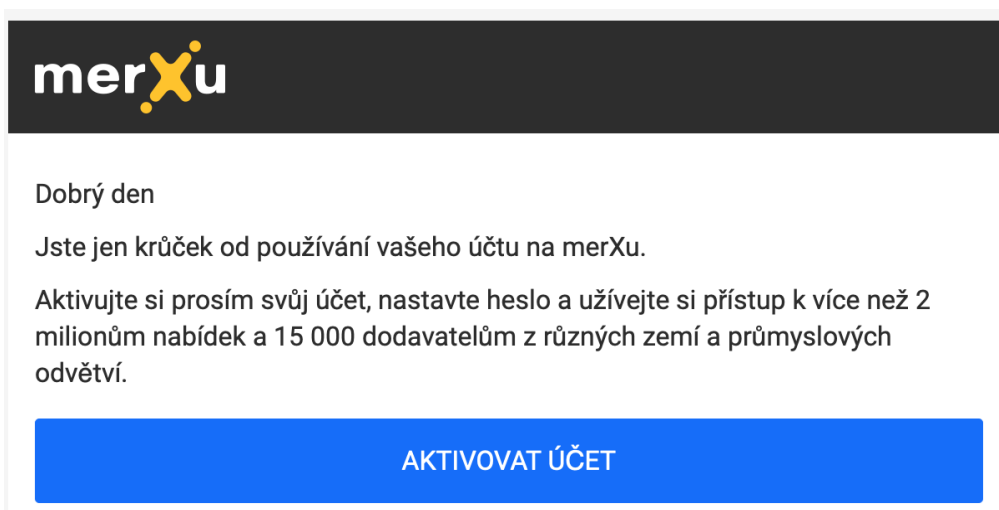 merXu
Dobrý den
Jste jen krůček od používání vašeho účtu na merXu.
Aktivujte si prosím svůj účet, nastavte heslo a užívejte si přístup k více než 2
milionům nabídek a 15 000 dodavatelům z různých zemí a průmyslových
odvětví.
AKTIVOVAT ÚČET